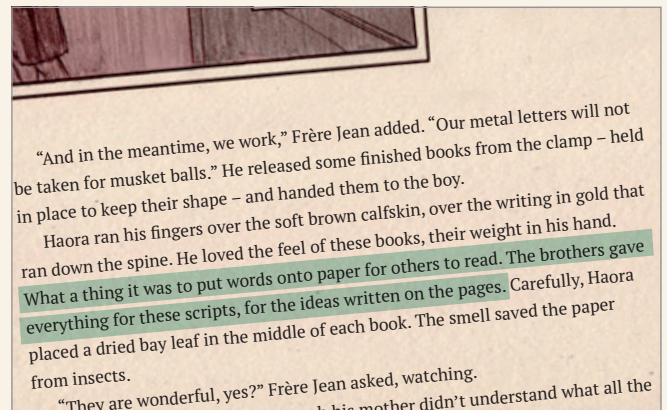 “And in the meantime, we work,” Frère Jean added. “Our metal letters will not
be taken for musket balls.” He released some finished books from the clamp – held
in place to keep their shape – and handed them to the boy.
Haora ran his fingers over the soft brown calfskin, over the writing in gold that
ran down the spine. He loved the feel of these books, their weight in his hand.
What a thing it was to put words onto paper for others to read. The brothers gave
everything for these scripts, for the ideas written on the pages. Carefully, Haora
placed a dried bay leaf in the middle of each book. The smell saved the paper
from insects.
“They are wonderful, yes?” Frère Jean asked, watching.
his mother didn’t understand what all the